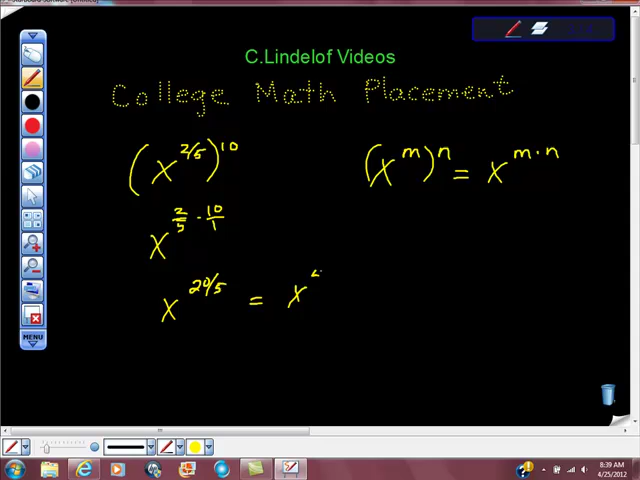 C.Lindelof Videos
College Math Placement
(x^{2/5})^{10}
(x^m)^n = x^{m·n}
x^{2/5 · 10/1}
x^{20/5} = x
MENU
8:39 AM
4/25/2012